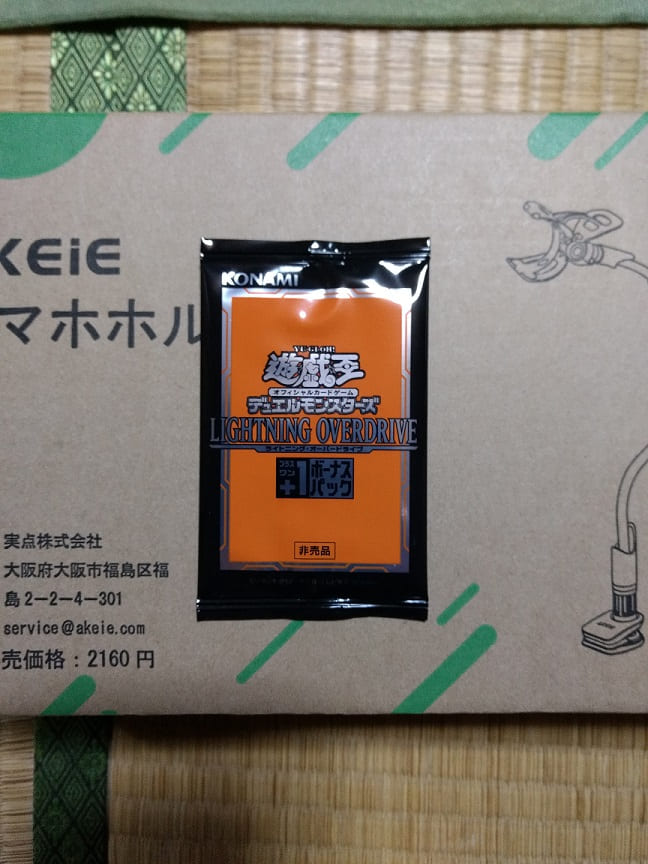 KEiE
マホホル
KONAMI
YU-GI-OH!
遊戯王
オフィシャルカードゲーム
デュエルモンスターズ
LIGHTNING OVERDRIVE
ライトニング・オーバードライブ
プラス
ワン
+1
ボーナス
パック
非売品
実点株式会社
大阪府大阪市福島区福
島2-2-4-301
service@akeie.com
売価格：2160円